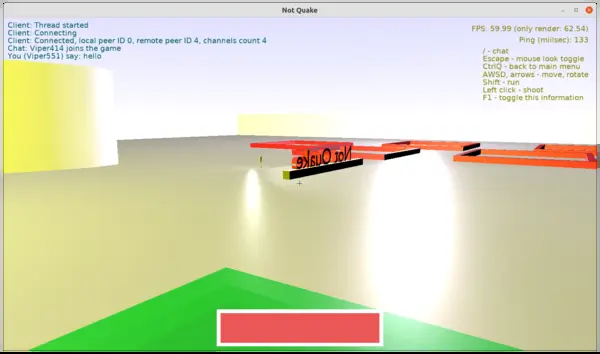 Not Quake
Client: Thread started
Client: Connecting
Client: Connected, local peer ID 0, remote peer ID 4, channels count 4
Chat: Viper414 joins the game
You (Viper551) say: hello
FPS: 59.99 (only render: 62.54)
Ping (miilsec): 133
/ - chat
Escape - mouse look toggle
CtrlQ - back to main menu
AWSD, arrows - move, rotate
Shift - run
Left click - shoot
F1 - toggle this information
Not Quake